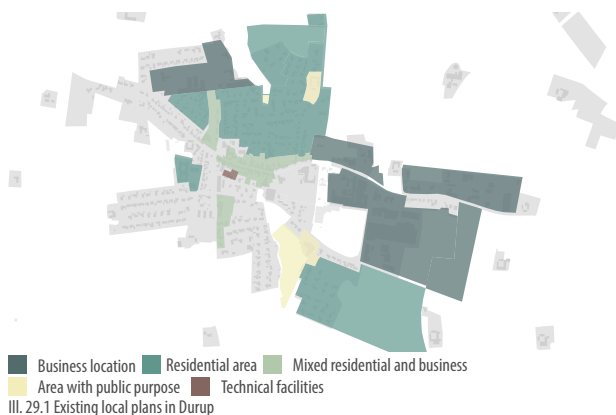 Business location Residential area Mixed residential and business
Area with public purpose Technical facilities
Ill. 29.1 Existing local plans in Durup